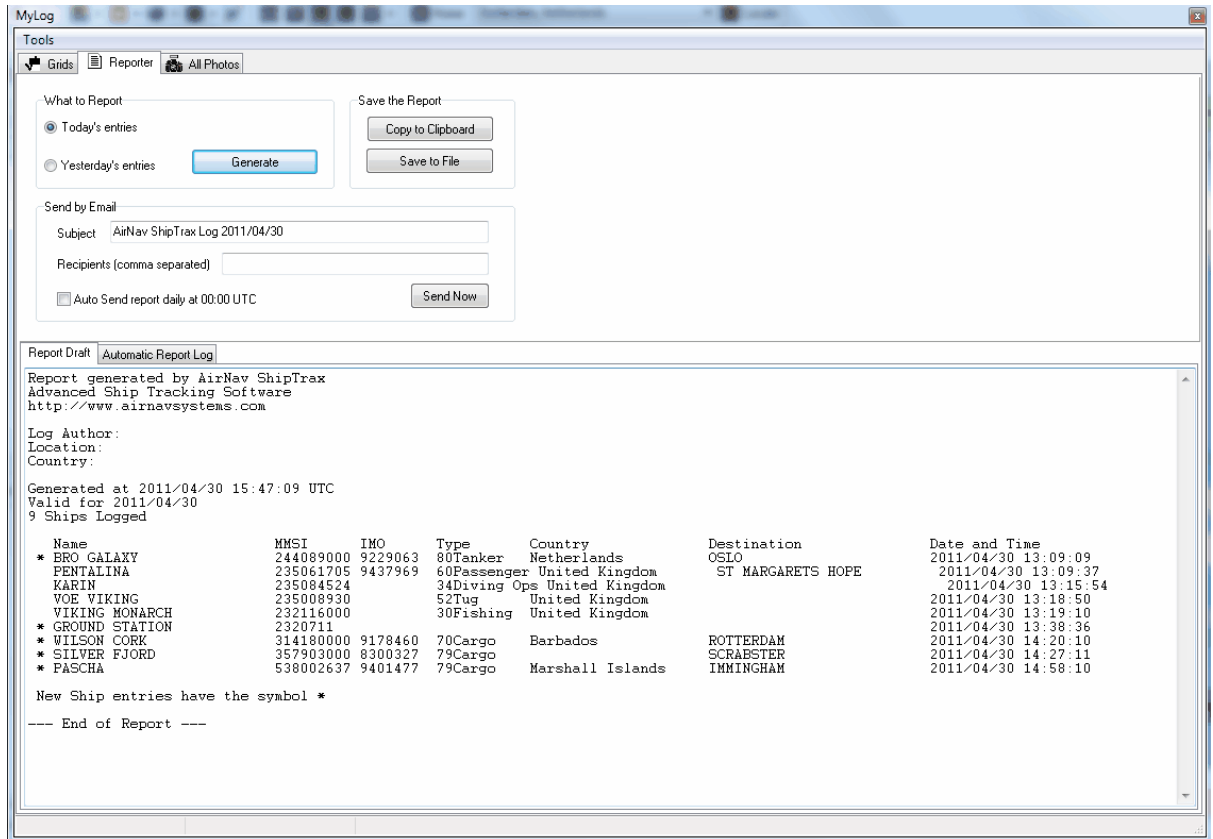 MyLog
Tools
Grids Reporter All Photos
What to Report
Today's entries
Yesterday's entries
Generate
Save the Report
Copy to Clipboard
Save to File
Send by Email
Subject AirNav ShipTrax Log 2011/04/30
Recipients (comma separated)
Auto Send report daily at 00:00 UTC
Send Now
Report Draft Automatic Report Log
Report generated by AirNav ShipTrax
Advanced Ship Tracking Software
http://www.airnavsystems.com
Log Author:
Location:
Country:
Generated at 2011/04/30 15:47:09 UTC
Valid for 2011/04/30
9 Ships Logged
Name MMSI IMO Type Country Destination Date and Time
* BRO GALAXY 244089000 9229063 80Tanker Netherlands OSLO 2011/04/30 13:09:09
PENTALINA 235061705 9437969 60Passenger United Kingdom ST MARGARETS HOPE 2011/04/30 13:09:37
KARIN 235084524 34Diving Ops United Kingdom 2011/04/30 13:15:54
VOE VIKING 235008930 52Tug United Kingdom 2011/04/30 13:18:50
VIKING MONARCH 232116000 30Fishing United Kingdom 2011/04/30 13:19:10
* GROUND STATION 2320711 2011/04/30 13:38:36
* WILSON CORK 314180000 9178460 70Cargo Barbados ROTTERDAM 2011/04/30 14:20:10
* SILVER FJORD 357903000 8300327 79Cargo SCRABSTER 2011/04/30 14:27:11
* PASCHA 538002637 9401477 79Cargo Marshall Islands IMMINGHAM 2011/04/30 14:58:10
New Ship entries have the symbol *
--- End of Report ---